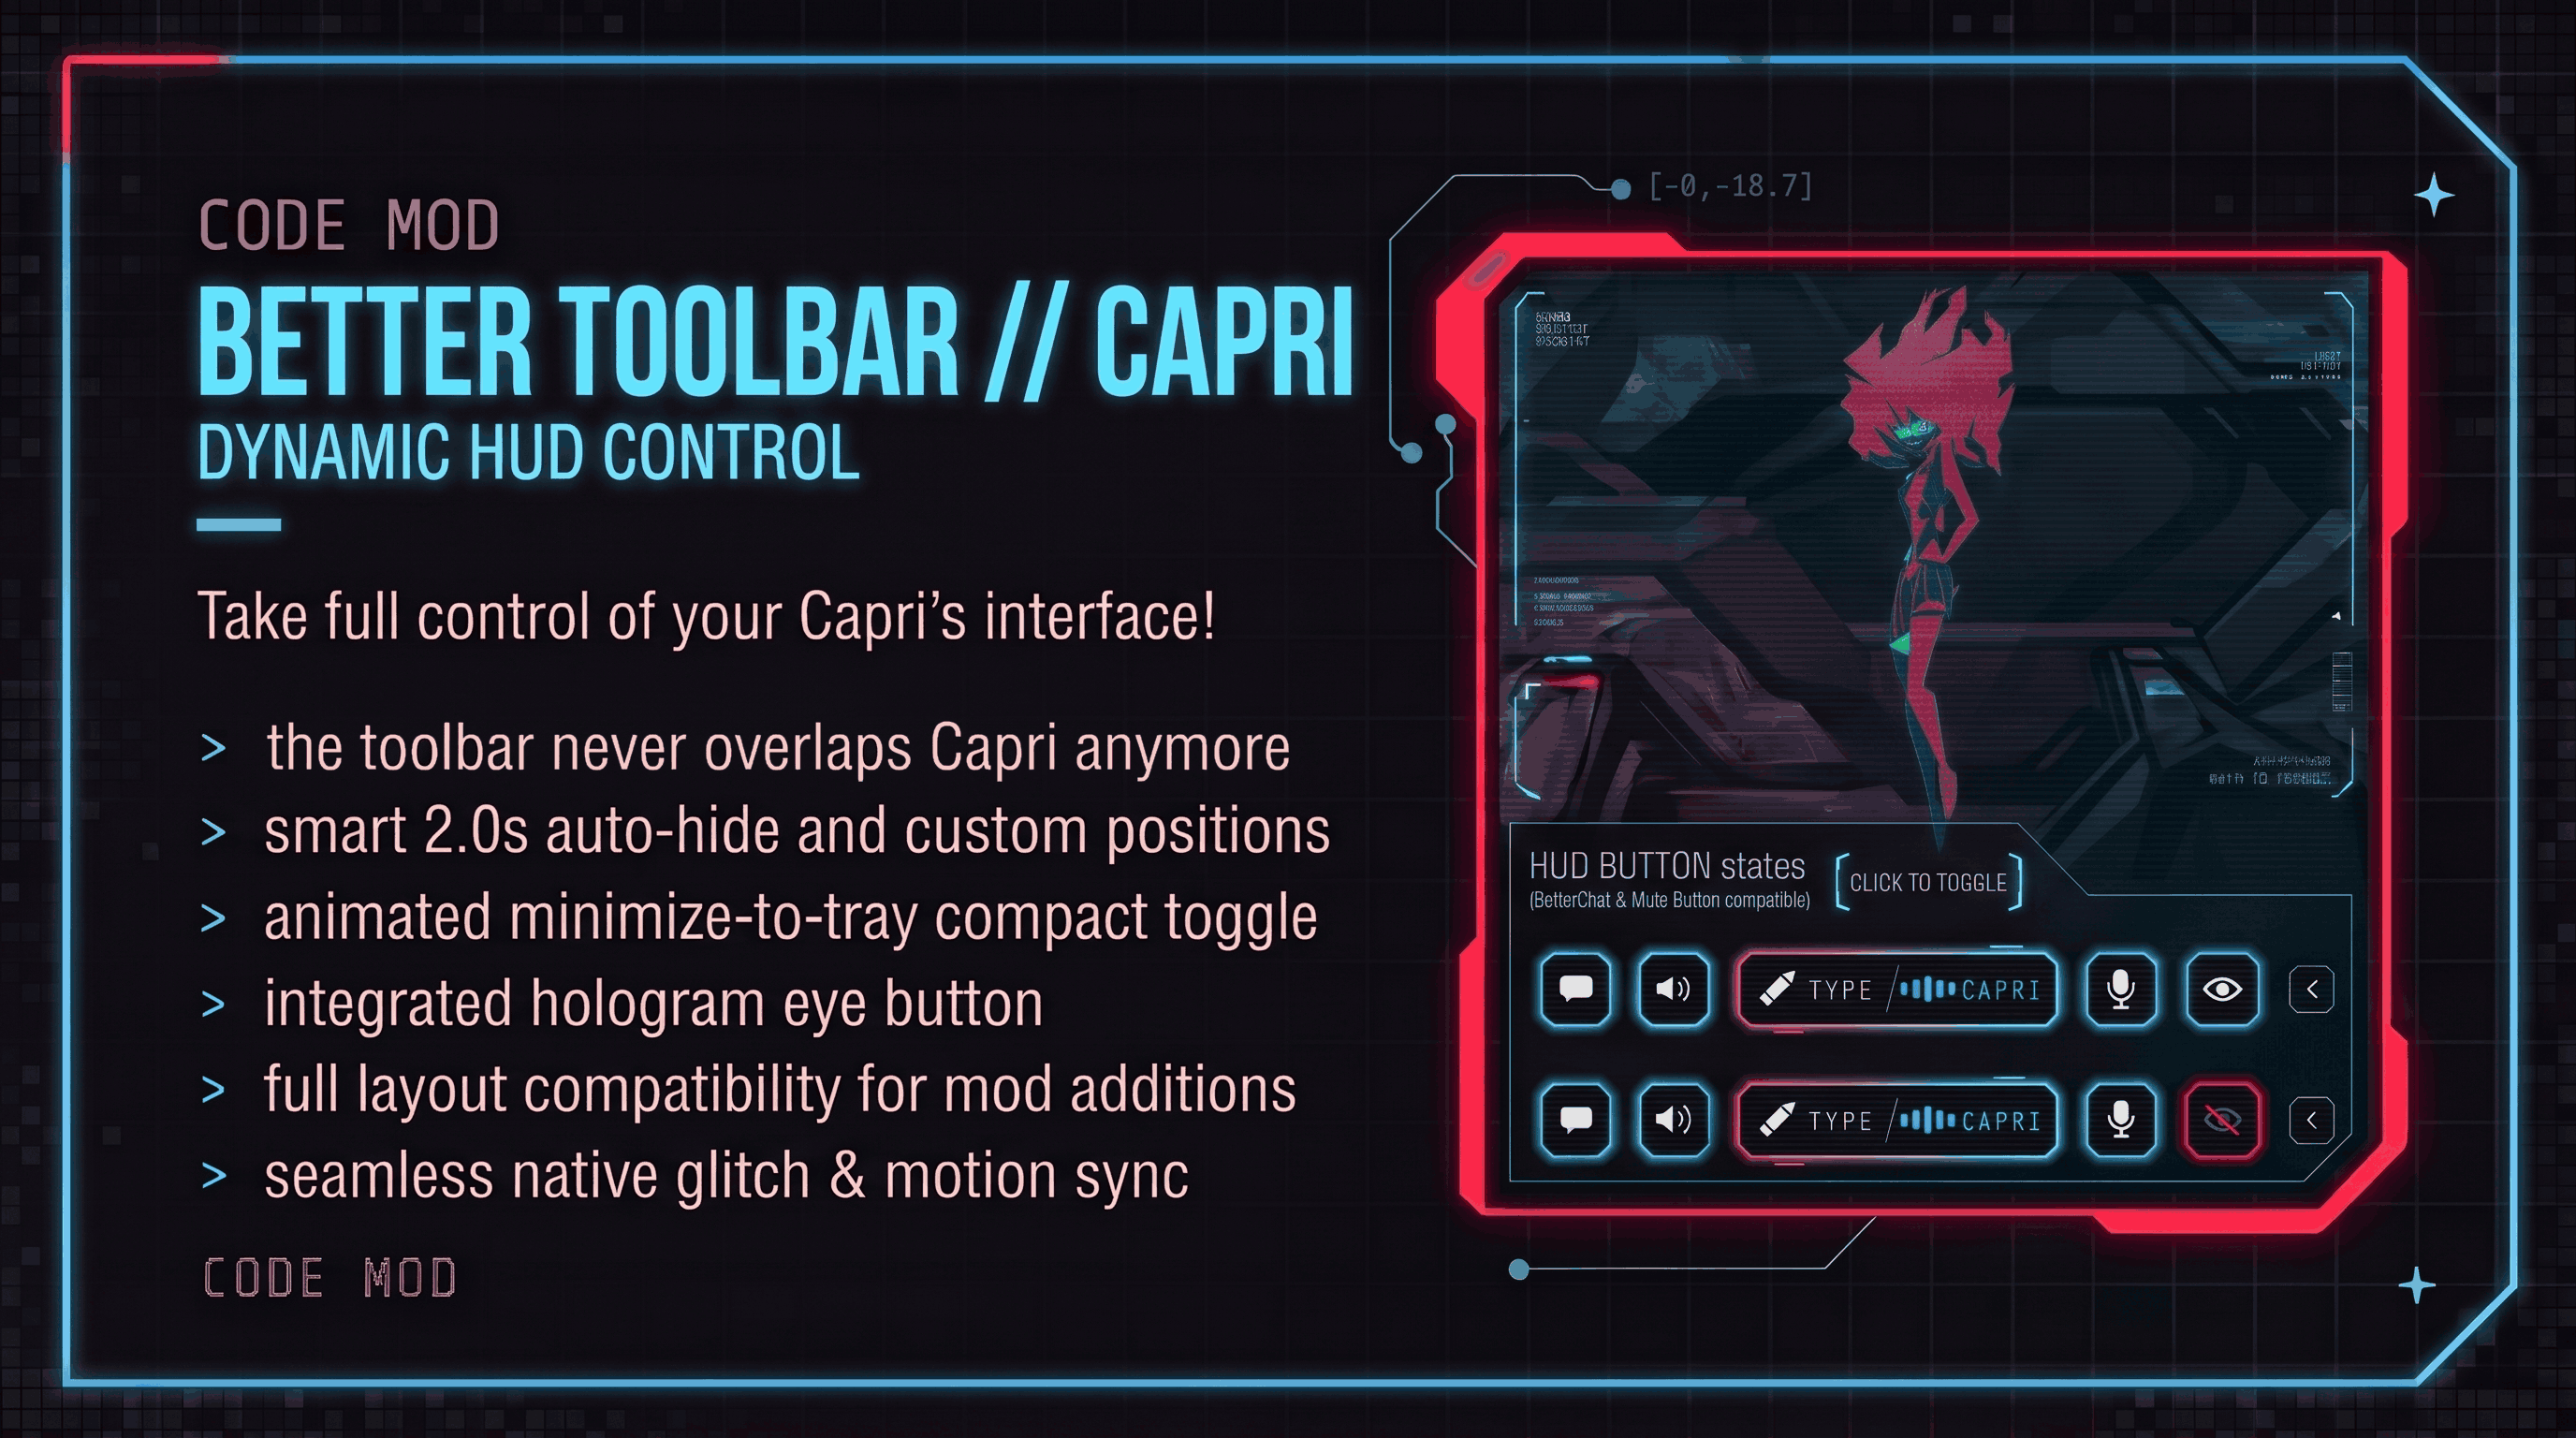 CODE MOD
BETTER TOOLBAR // CAPRI
DYNAMIC HUD CONTROL
Take full control of your Capri’s interface!
> the toolbar never overlaps Capri anymore
> smart 2.0s auto-hide and custom positions
> animated minimize-to-tray compact toggle
> integrated hologram eye button
> full layout compatibility for mod additions
> seamless native glitch & motion sync
CODE MOD
[-0,-18.7]
HUD BUTTON states
(BetterChat & Mute Button compatible)
CLICK TO TOGGLE
TYPE / CAPRI
TYPE / CAPRI